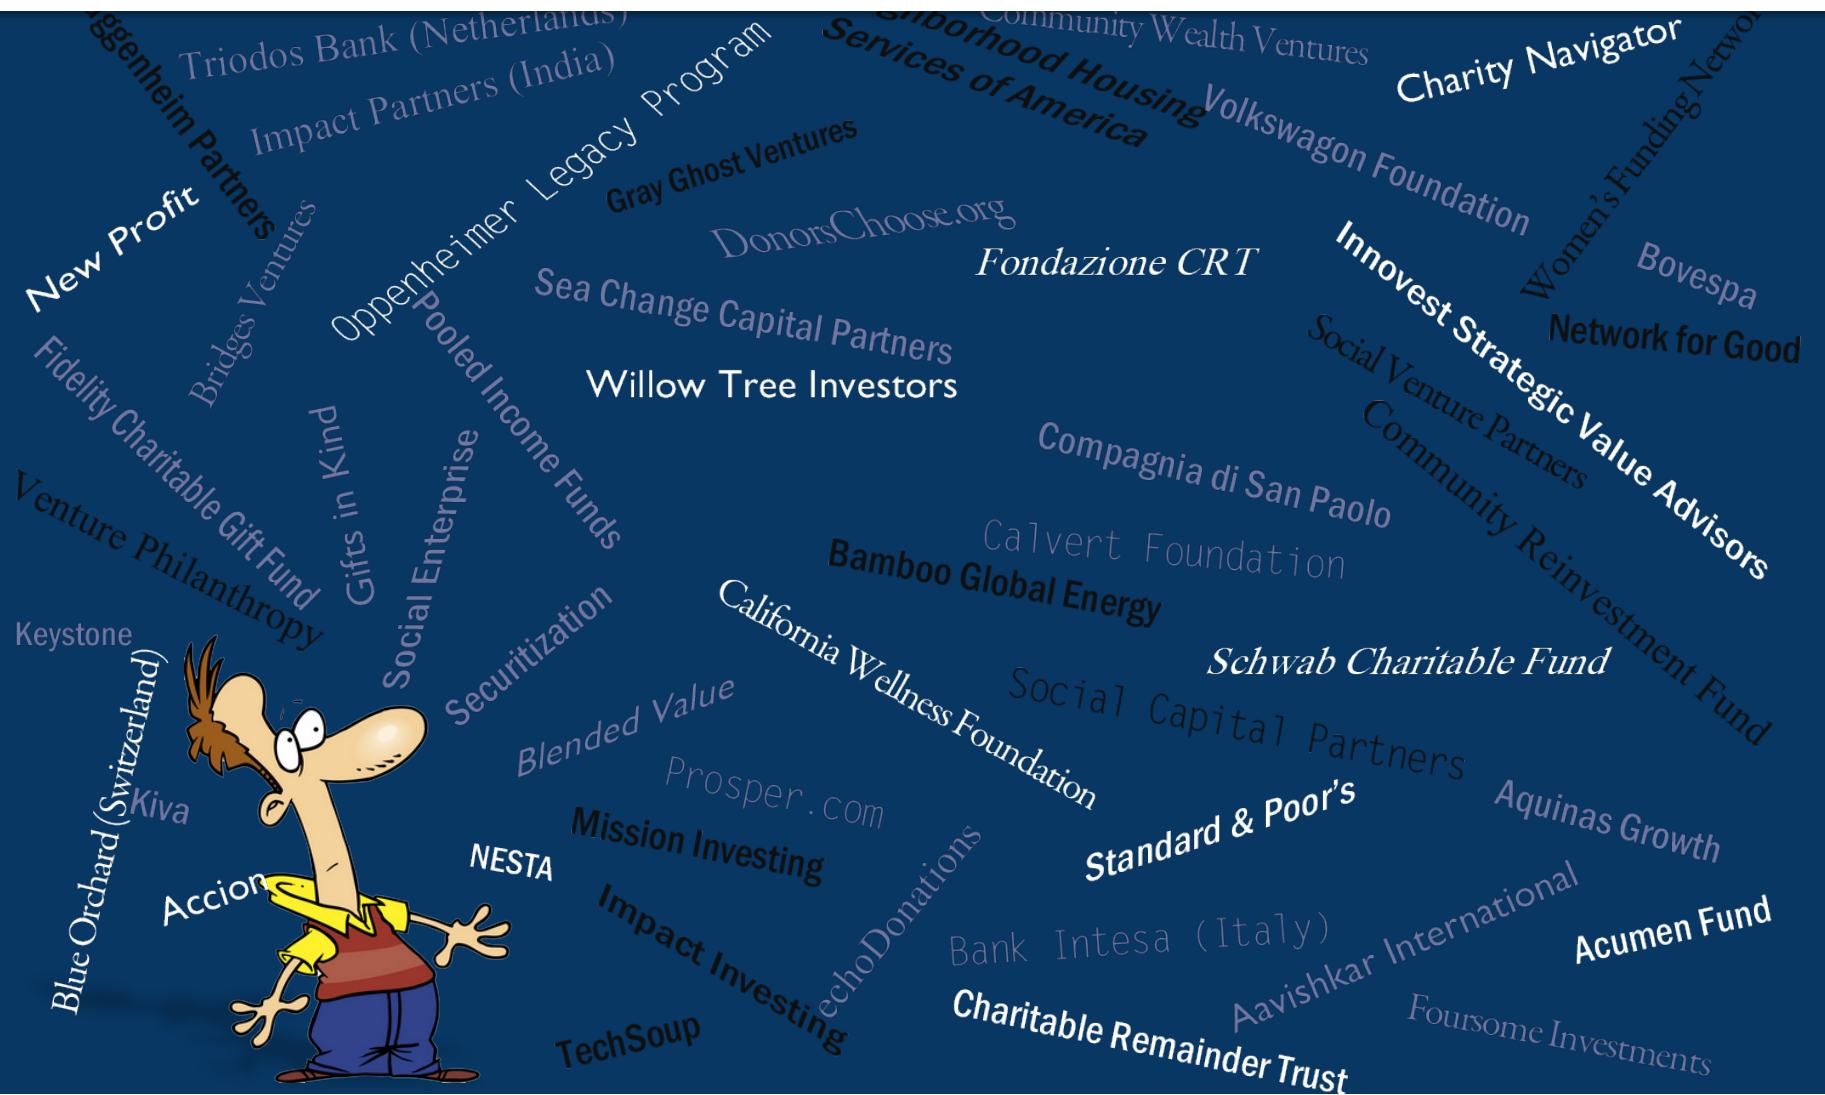 uggenheim Partners
Triodos Bank (Netherlands)
Impact Partners (India)
Oppenheimer Legacy Program
Gray Ghost Ventures
ghborhood Housing
Services of America
Community Wealth Ventures
Volkswagon Foundation
Charity Navigator
Women's Funding Networ
New Profit
Bridges Ventures
DonorsChoose.org
Fondazione CRT
Innovest Strategic Value Advisors
Bovespa
Network for Good
Sea Change Capital Partners
Pooled Income Funds
Social Venture Partners
Fidelity Charitable Gift Fund
Willow Tree Investors
Community Reinvestment Fund
Gifts in Kind
Social Enterprise
Compagnia di San Paolo
Venture Philanthropy
Calvert Foundation
Bamboo Global Energy
Keystone
Securitization
California Wellness Foundation
Schwab Charitable Fund
Social Capital Partners
Blue Orchard (Switzerland)
Blended Value
Prosper.com
Kiva
Standard & Poor's
Aquinas Growth
Mission Investing
NESTA
Accion
Impact Investing
echoDonations
Bank Intesa (Italy)
Aavishkar International
Acumen Fund
TechSoup
Charitable Remainder Trust
Foursome Investments